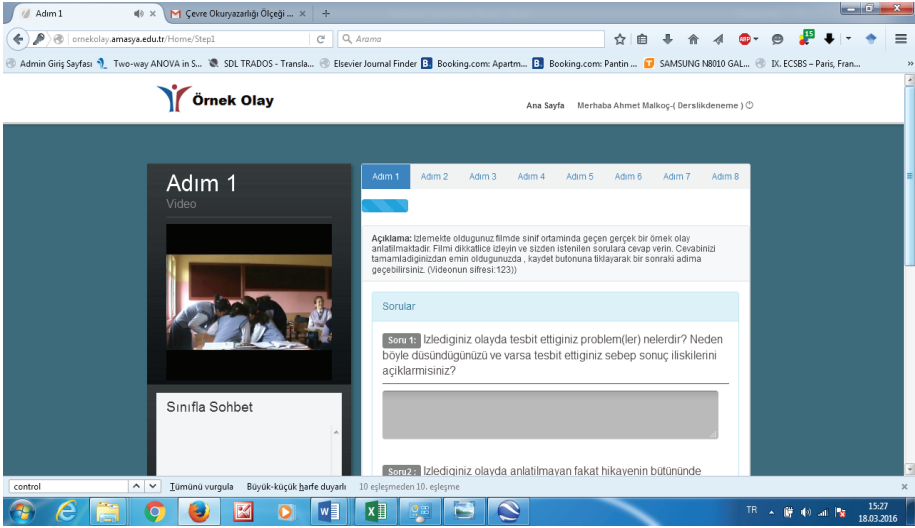 Adım 1
Çevre Okuryazarlığı Ölçeği ...
ornekolay.amasya.edu.tr/Home/Step1
Arama
ABP
15
Admin Giriş Sayfası
Two-way ANOVA in S...
SDL TRADOS - Transla...
Elsevier Journal Finder
B. Booking.com: Apartm...
B. Booking.com: Pantin ...
SAMSUNG N8010 GAL...
IX. ECSBS – Paris, Fran...
Örnek Olay
Ana Sayfa Merhaba Ahmet Malkoç-( Derslikdeneme )
Adım 1
Video
Sınıfla Sohbet
Adım 1 Adım 2 Adım 3 Adım 4 Adım 5 Adım 6 Adım 7 Adım 8
Açıklama: Izlemekte oldugunuz filmde sinif ortaminda geçen gerçek bir örnek olay
anlatilmaktadir. Filmi dikkatlice izleyin ve sizden istenilen sorulara cevap verin. Cevabinizi
tamamladiginizdan emin oldugunuzda , kaydet butonuna tiklayarak bir sonraki adima
geçebilirsiniz. (Videonun sifresi:123))
Sorular
Soru 1: Izlediginiz olayda tesbit ettiginiz problem(ler) nelerdir? Neden
böyle düsündügünüzü ve varsa tesbit ettiginiz sebep sonuç iliskilerini
açiklarmisiniz?
Soru2 : Izlediginiz olayda anlatilmayan fakat hikayenin bütününde
control
Tümünü vurgula Büyük-küçük harfe duyarlı 10 eşleşmeden 10. eşleşme
TR
15:27
18.03.2016